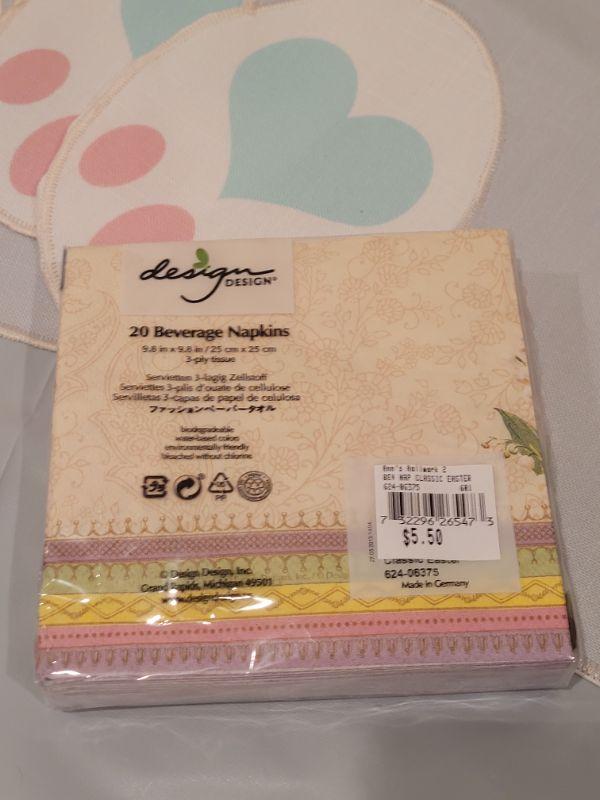 design
DESIGN®
20 Beverage Napkins
9.8 in x 9.8 in / 25 cm x 25 cm
3-ply tissue
Servietten 3-lagig Zellstoff
Serviettes 3-plis d'ouate de cellulose
Servilletas 3-capas de papel de celulosa
ファッションペーパータオル
biodegradeable
water-based colors
environmentally friendly
bleached without chlorine
PP
Ann's Hallmark 2
BEV NAP CLASSIC EASTER
624-06375 GR1
7 32296 26547 3
$5.50
Classic Easter
624-06375
Made in Germany
© Design Design, Inc.
Grand Rapids, Michigan 49501